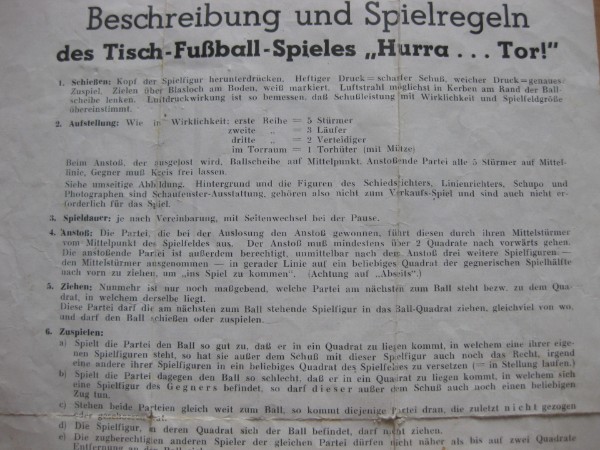 Beschreibung und Spielregeln
des Tisch-Fußball-Spieles „Hurra . . . Tor!"
1. Schießen: Kopf der Spielfigur herunterdrücken. Heftiger Druck = scharfer Schuß, weicher Druck = genaues
Zuspiel. Zielen über Blasloch am Boden, weiß markiert. Luftstrahl möglichst in Kerben am Rand der Ball-
scheibe lenken. Luftdruckwirkung ist so bemessen, daß Schußleistung mit Wirklichkeit und Spielfeldgröße
übereinstimmt.
2. Aufstellung: Wie in Wirklichkeit: erste Reihe = 5 Stürmer
zweite „ = 3 Läufer
dritte „ = 2 Verteidiger
im Torraum = 1 Torhüter (mit Mütze)
Beim Anstoß, der ausgelost wird, Ballscheibe auf Mittelpunkt. Anstoßende Partei alle 5 Stürmer auf Mittel-
linie, Gegner muß Kreis frei lassen.
Siehe umseitige Abbildung. Hintergrund und die Figuren des Schiedsrichters, Linienrichters, Schupo und
Photographen sind Schaufenster-Ausstattung, gehören also nicht zum Verkaufs-Spiel und sind auch nicht er-
forderlich für das Spiel.
3. Spieldauer: je nach Vereinbarung, mit Seitenwechsel bei der Pause.
4. Anstoß: Die Partei, die bei der Auslosung den Anstoß gewonnen, führt diesen durch ihren Mittelstürmer
vom Mittelpunkt des Spielfeldes aus. Der Anstoß muß mindestens über 2 Quadrate nach vorwärts gehen.
Die anstoßende Partei ist außerdem berechtigt, unmittelbar nach dem Anstoß drei weitere Spielfiguren —
den Mittelstürmer ausgenommen — in gerader Linie auf ein beliebiges Quadrat der gegnerischen Spielhälfte
nach vorn zu ziehen, um „ins Spiel zu kommen". (Achtung auf „Abseits".)
5. Ziehen: Nunmehr ist nur noch maßgebend, welche Partei am nächsten zum Ball steht bezw. zu dem Qua-
drat, in welchem derselbe liegt.
Diese Partei darf die am nächsten zum Ball stehende Spielfigur in das Ball-Quadrat ziehen, gleichviel von wo,
und darf den Ball schießen oder zuspielen.
6. Zuspielen:
a) Spielt die Partei den Ball so gut zu, daß er in ein Quadrat zu liegen kommt, in welchem eine ihrer eige-
nen Spielfiguren steht, so hat sie außer dem Schuß mit dieser Spielfigur auch noch das Recht, irgend
eine andere ihrer Spielfiguren in ein beliebiges Quadrat des Spielfeldes zu versetzen (= in Stellung laufen.)
b) Spielt die Partei dagegen den Ball so schlecht, daß er in ein Quadrat zu liegen kommt, in welchem sich
eine Spielfigur des Gegners befindet, so darf dieser außer dem Schuß auch noch einen beliebigen
Zug tun.
c) Stehen beide Parteien gleich weit zum Ball, so kommt diejenige Partei dran, die zuletzt nicht gezogen
d) Die Spielfigur, in deren Quadrat sich der Ball befindet, darf nicht
e) Die zugberechtigten anderen Spieler der gleichen Partei dürfen nicht näher als bis auf zwei Quadrate
Entfernung an den Ball